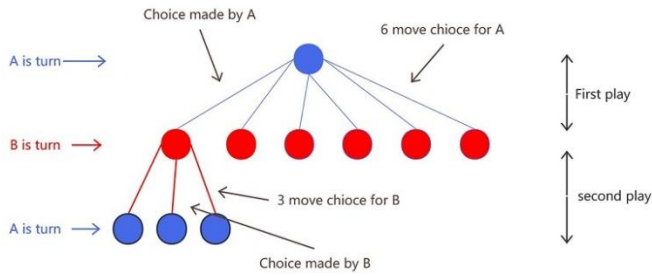 Choice made by A
6 move chioce for A
A is turn
First play
B is turn
3 move chioce for B
second play
A is turn
Choice made by B